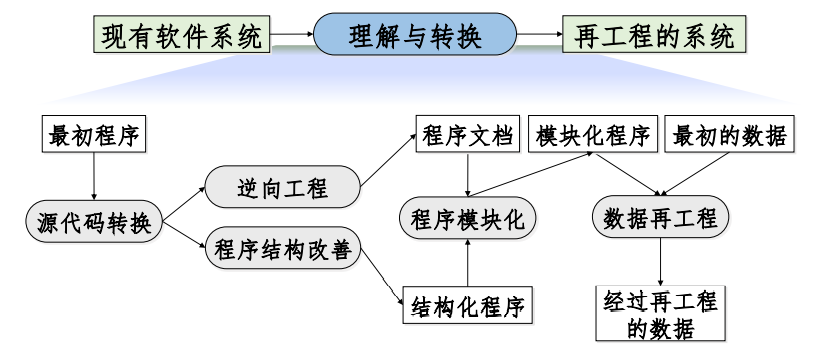 现有软件系统
理解与转换
再工程的系统
最初程序
程序文档
模块化程序
最初的数据
逆向工程
源代码转换
程序模块化
数据再工程
程序结构改善
结构化程序
经过再工程
的数据